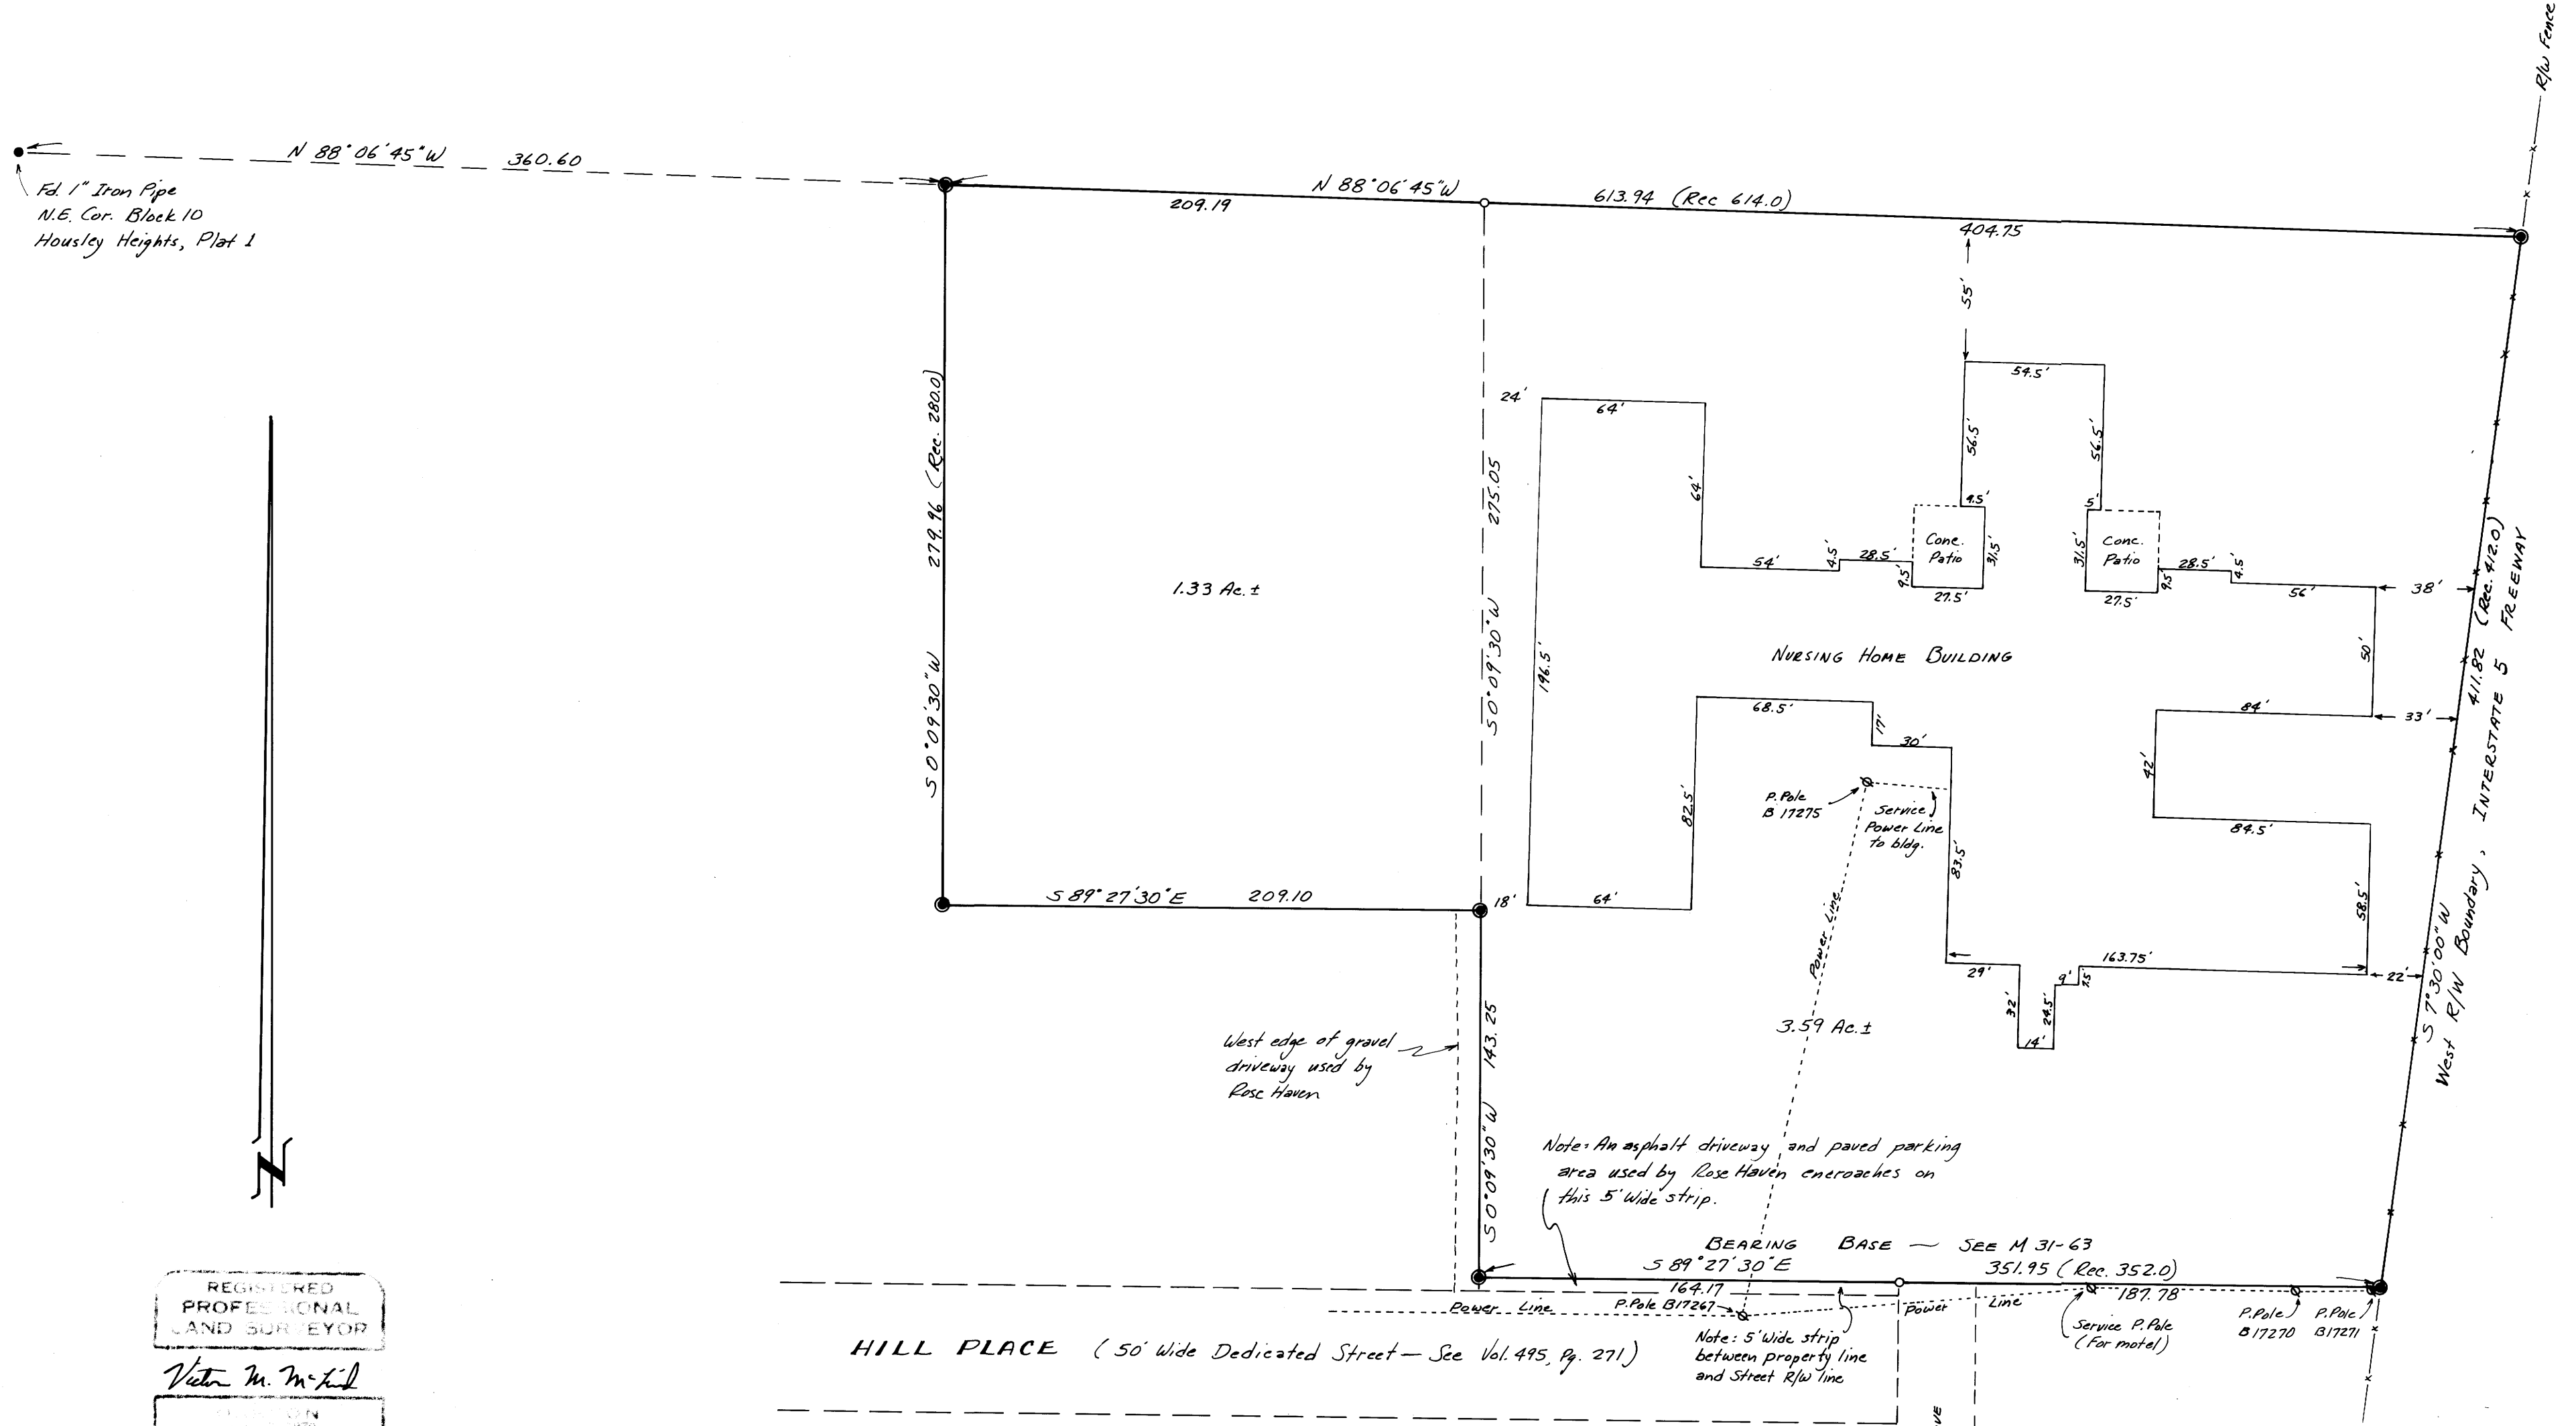 R/W Fence
N 88°06'45"W 360.60
Fd. 1" Iron Pipe
N.E. Cor. Block 10
Housley Heights, Plat 1
N 88°06'45"W 613.94 (Rec 614.0)
209.19
404.75
55'
54.5'
56.5'
56.5'
24'
64'
64'
279.96 (Rec. 280.0)
S 0°09'30"W
275.05
S 0°09'30"W
1.33 Ac. ±
196.5'
9.5'
5'
Conc.
Patio
31.5'
31.5'
Conc.
Patio
54'
4.5'
28.5'
9.5'
27.5'
27.5'
9.5'
28.5'
4.5'
56'
38'
50'
33'
411.82 (Rec. 412.0)
S 7°30'00"W
West R/W Boundary, INTERSTATE 5 FREEWAY
NURSING HOME BUILDING
68.5'
17'
30'
84'
42'
84.5'
82.5'
P. Pole
B 17275
Service
Power Line
to bldg.
83.5'
58.5'
S 89°27'30"E 209.10
18'
64'
Power Line
29'
32'
14'
24.5'
9'
7.5'
163.75'
22'
3.59 Ac. ±
143.25
S 0°09'30"W
West edge of gravel
driveway used by
Rose Haven
Note: An asphalt driveway and paved parking
area used by Rose Haven encroaches on
this 5' Wide strip.
BEARING BASE — SEE M 31-63
S 89°27'30"E 351.95 (Rec. 352.0)
164.17
187.78
Power Line
P. Pole B17267
Power Line
Service P. Pole
(For motel)
P. Pole
B 17270
P. Pole
B17271
HILL PLACE (50' Wide Dedicated Street — See Vol. 495, Pg. 271)
Note: 5' Wide strip
between property line
and Street R/W line
N
REGISTERED
PROFESSIONAL
LAND SURVEYOR